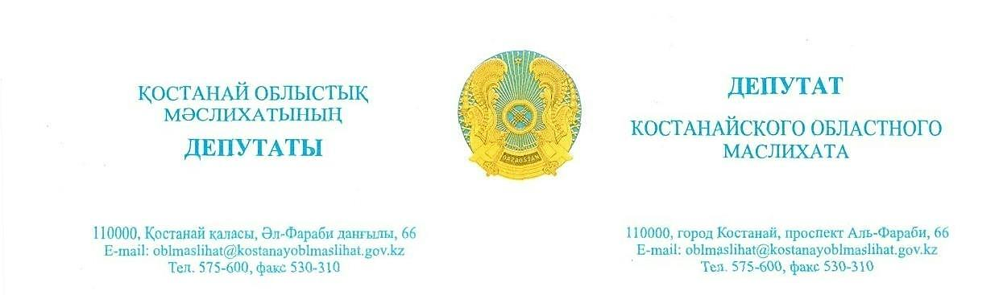 ҚОСТАНАЙ ОБЛЫСТЫҚ
МӘСЛИХАТЫНЫҢ
ДЕПУТАТЫ
110000, Қостанай қаласы, Әл-Фараби даңғылы, 66
E-mail: oblmaslihat@kostanayoblmaslihat.gov.kz
Тел. 575-600, факс 530-310
QAZAQSTAN
ДЕПУТАТ
КОСТАНАЙСКОГО ОБЛАСТНОГО
МАСЛИХАТА
110000, город Костанай, проспект Аль-Фараби, 66
E-mail: oblmaslihat@kostanayoblmaslihat.gov.kz
Тел. 575-600, факс 530-310